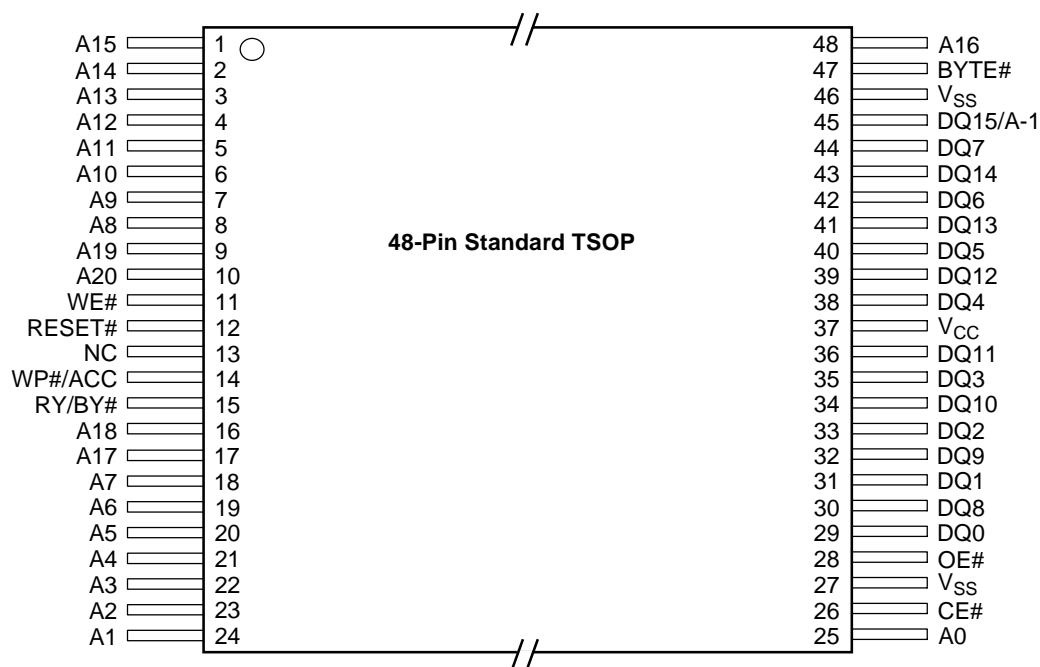 A15 1 48 A16
A14 2 47 BYTE#
A13 3 46 VSS
A12 4 45 DQ15/A-1
A11 5 44 DQ7
A10 6 43 DQ14
A9 7 42 DQ6
A8 8 41 DQ13
48-Pin Standard TSOP
A19 9 40 DQ5
A20 10 39 DQ12
WE# 11 38 DQ4
RESET# 12 37 VCC
NC 13 36 DQ11
WP#/ACC 14 35 DQ3
RY/BY# 15 34 DQ10
A18 16 33 DQ2
A17 17 32 DQ9
A7 18 31 DQ1
A6 19 30 DQ8
A5 20 29 DQ0
A4 21 28 OE#
A3 22 27 VSS
A2 23 26 CE#
A1 24 25 A0